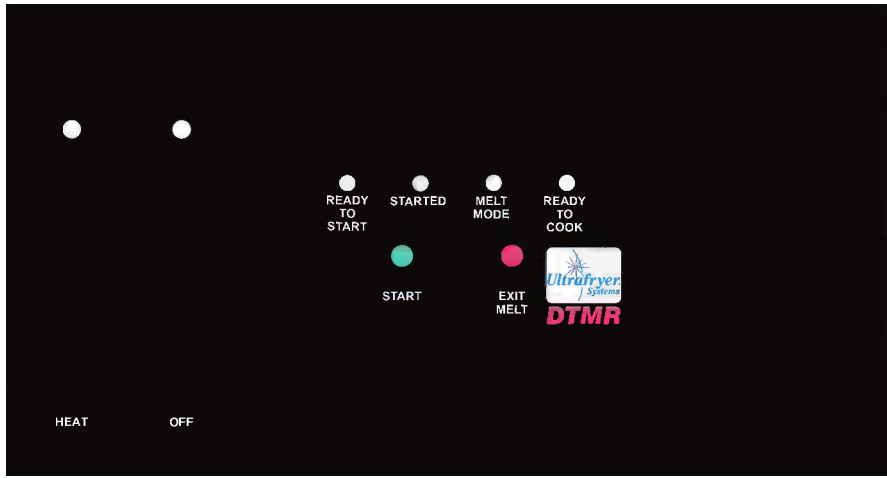 READY
TO
START
STARTED
MELT
MODE
READY
TO
COOK
START
EXIT
MELT
Ultrafryer
Systems
DTMR
HEAT
OFF